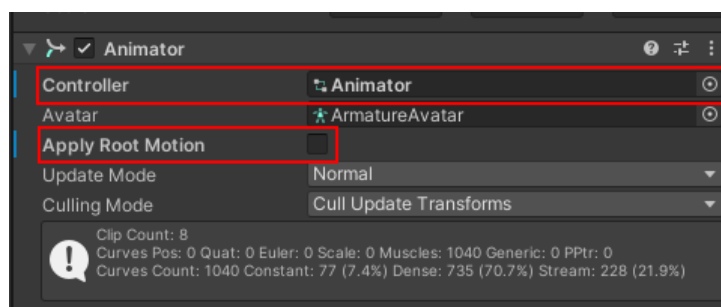 Animator
Controller Animator
Avatar ArmatureAvatar
Apply Root Motion
Update Mode Normal
Culling Mode Cull Update Transforms
Clip Count: 8
Curves Pos: 0 Quat: 0 Euler: 0 Scale: 0 Muscles: 1040 Generic: 0 PPtr: 0
Curves Count: 1040 Constant: 77 (7.4%) Dense: 735 (70.7%) Stream: 228 (21.9%)